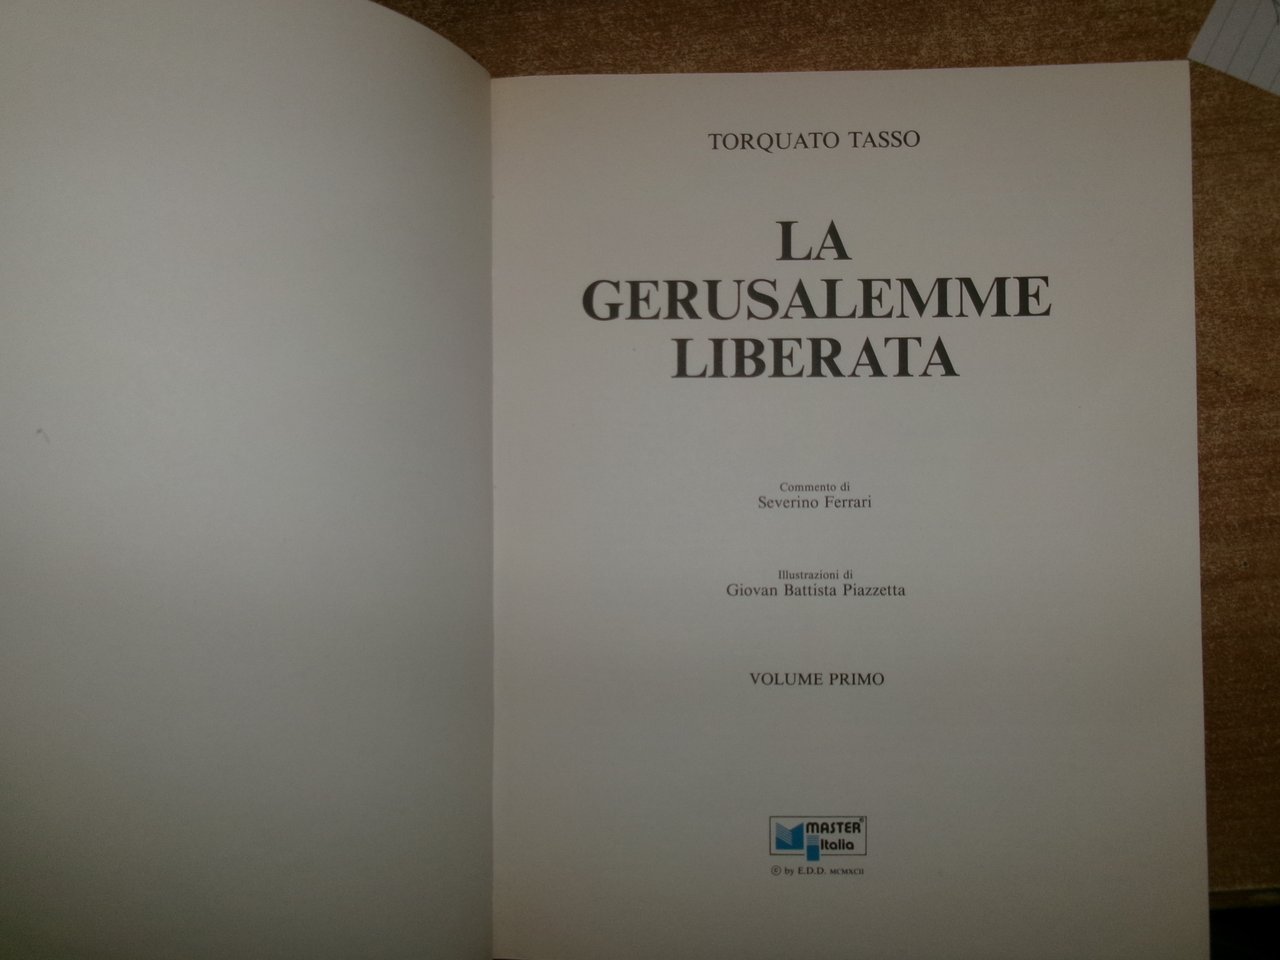 TORQUATO TASSO
LA
GERUSALEMME
LIBERATA
Commento di
Severino Ferrari
Illustrazioni di
Giovan Battista Piazzetta
VOLUME PRIMO
MASTER®
Italia
© by E.D.D. MCMXCII